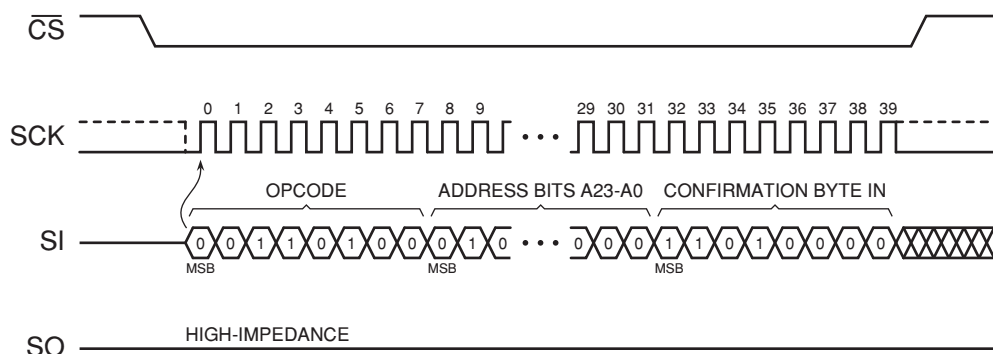 CS
0 1 2 3 4 5 6 7 8 9 29 30 31 32 33 34 35 36 37 38 39
SCK
OPCODE ADDRESS BITS A23-A0 CONFIRMATION BYTE IN
SI 0 0 1 1 0 1 0 0 0 1 0 0 0 0 1 1 0 1 0 0 0 0
MSB MSB MSB
HIGH-IMPEDANCE
SO